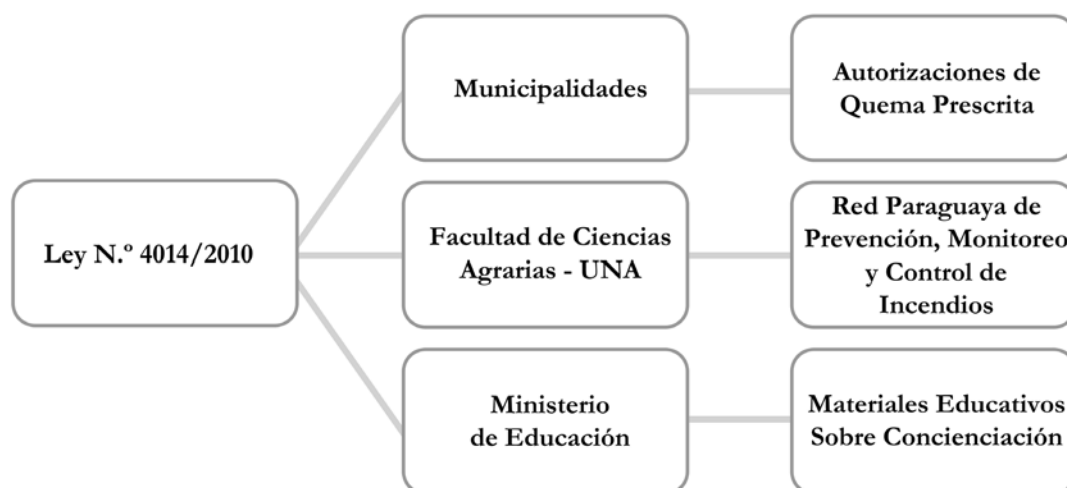 Municipalidades
Autorizaciones de
Quema Prescrita
Ley N.º 4014/2010
Facultad de Ciencias
Agrarias - UNA
Red Paraguaya de
Prevención, Monitoreo
y Control de
Incendios
Ministerio
de Educación
Materiales Educativos
Sobre Concienciación